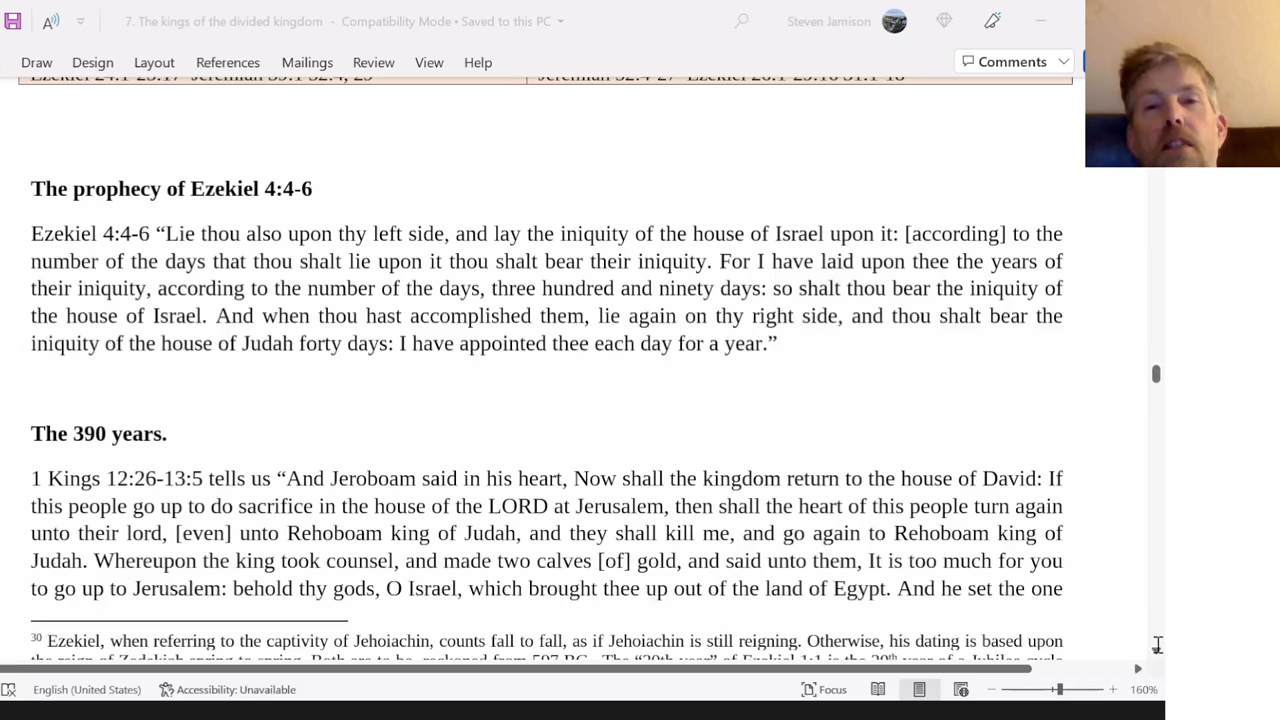 7. The kings of the divided kingdom - Compatibility Mode • Saved to this PC
Steven Jamison
Draw Design Layout References Mailings Review View Help
Comments
The prophecy of Ezekiel 4:4-6
Ezekiel 4:4-6 “Lie thou also upon thy left side, and lay the iniquity of the house of Israel upon it: [according] to the
number of the days that thou shalt lie upon it thou shalt bear their iniquity. For I have laid upon thee the years of
their iniquity, according to the number of the days, three hundred and ninety days: so shalt thou bear the iniquity of
the house of Israel. And when thou hast accomplished them, lie again on thy right side, and thou shalt bear the
iniquity of the house of Judah forty days: I have appointed thee each day for a year.”
The 390 years.
1 Kings 12:26-13:5 tells us “And Jeroboam said in his heart, Now shall the kingdom return to the house of David: If
this people go up to do sacrifice in the house of the LORD at Jerusalem, then shall the heart of this people turn again
unto their lord, [even] unto Rehoboam king of Judah, and they shall kill me, and go again to Rehoboam king of
Judah. Whereupon the king took counsel, and made two calves [of] gold, and said unto them, It is too much for you
to go up to Jerusalem: behold thy gods, O Israel, which brought thee up out of the land of Egypt. And he set the one
30 Ezekiel, when referring to the captivity of Jehoiachin, counts fall to fall, as if Jehoiachin is still reigning. Otherwise, his dating is based upon
English (United States) Accessibility: Unavailable Focus 160%